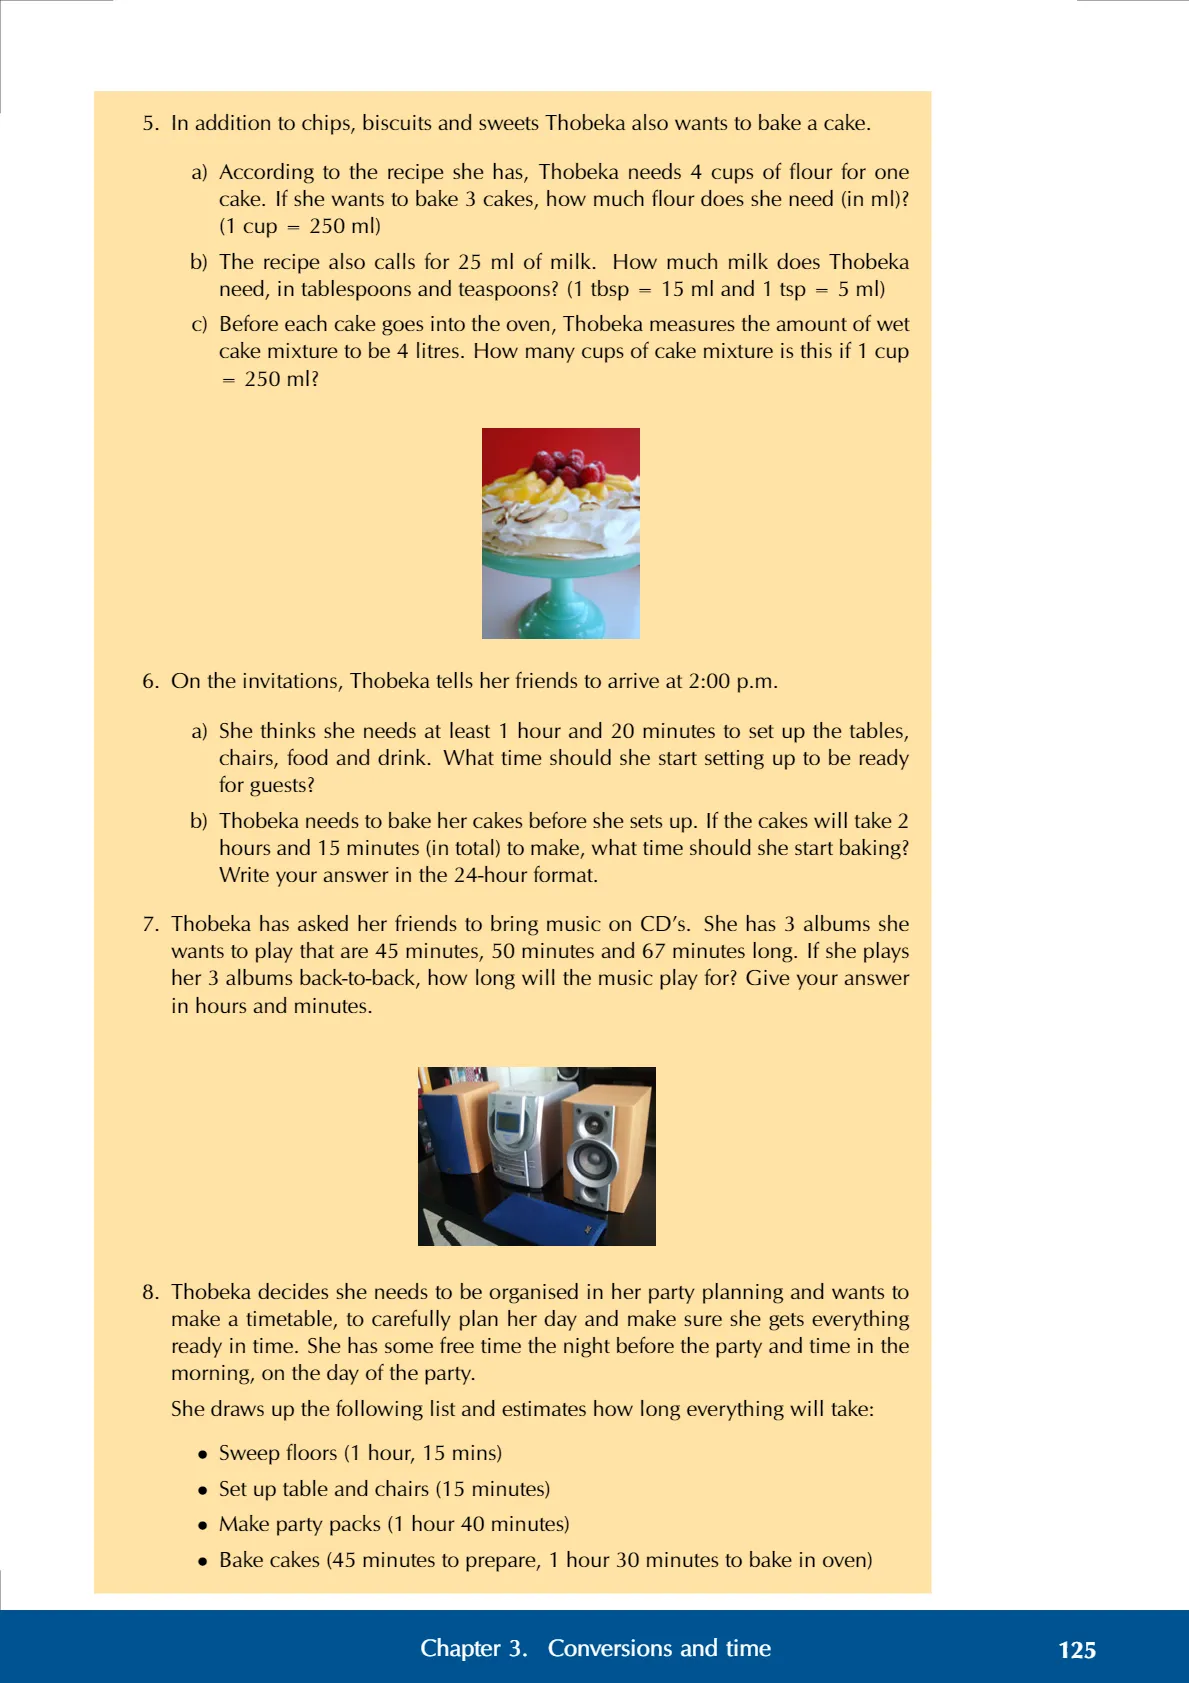 5. In addition to chips, biscuits and sweets Thobeka also wants to bake a cake.
a) According to the recipe she has, Thobeka needs 4 cups of flour for one
cake. If she wants to bake 3 cakes, how much flour does she need (in ml)?
(1 cup = 250 ml)
b) The recipe also calls for 25 ml of milk. How much milk does Thobeka
need, in tablespoons and teaspoons? (1 tbsp = 15 ml and 1 tsp = 5 ml)
c) Before each cake goes into the oven, Thobeka measures the amount of wet
cake mixture to be 4 litres. How many cups of cake mixture is this if 1 cup
= 250 ml?
6. On the invitations, Thobeka tells her friends to arrive at 2:00 p.m.
a) She thinks she needs at least 1 hour and 20 minutes to set up the tables,
chairs, food and drink. What time should she start setting up to be ready
for guests?
b) Thobeka needs to bake her cakes before she sets up. If the cakes will take 2
hours and 15 minutes (in total) to make, what time should she start baking?
Write your answer in the 24-hour format.
7. Thobeka has asked her friends to bring music on CD’s. She has 3 albums she
wants to play that are 45 minutes, 50 minutes and 67 minutes long. If she plays
her 3 albums back-to-back, how long will the music play for? Give your answer
in hours and minutes.
8. Thobeka decides she needs to be organised in her party planning and wants to
make a timetable, to carefully plan her day and make sure she gets everything
ready in time. She has some free time the night before the party and time in the
morning, on the day of the party.
She draws up the following list and estimates how long everything will take:
• Sweep floors (1 hour, 15 mins)
• Set up table and chairs (15 minutes)
• Make party packs (1 hour 40 minutes)
• Bake cakes (45 minutes to prepare, 1 hour 30 minutes to bake in oven)
Chapter 3. Conversions and time 125